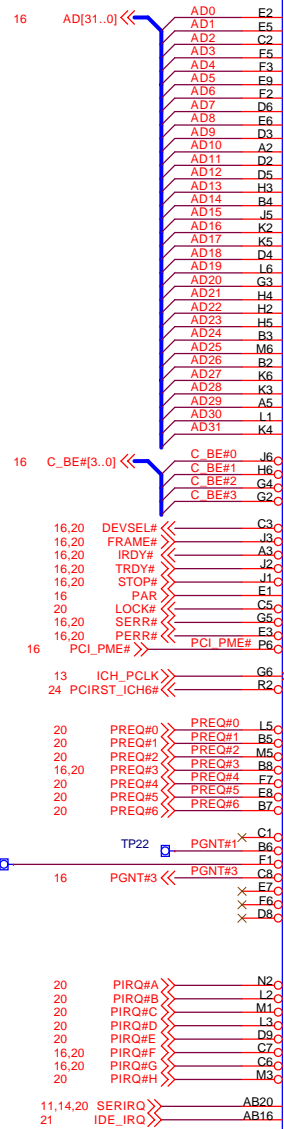 AD0 E2
16 AD[31..0] AD1 E5
AD2 C2
AD3 F5
AD4 F3
AD5 E9
AD6 F2
AD7 D6
AD8 E6
AD9 D3
AD10 A2
AD11 D2
AD12 D5
AD13 H3
AD14 B4
AD15 J5
AD16 K2
AD17 K5
AD18 D4
AD19 L6
AD20 G3
AD21 H4
AD22 H2
AD23 H5
AD24 B3
AD25 M6
AD26 B2
AD27 K6
AD28 K3
AD29 A5
AD30 L1
AD31 K4
16 C_BE#[3..0] C_BE#0 J6
C_BE#1 H6
C_BE#2 G4
C_BE#3 G2
16,20 DEVSEL# C3
16,20 FRAME# J3
16,20 IRDY# A3
16,20 TRDY# J2
16,20 STOP# J1
16 PAR E1
20 LOCK# C5
16,20 SERR# G5
16,20 PERR# E3
16 PCI_PME# PCI_PME# P6
13 ICH_PCLK G6
24 PCIRST_ICH6# R2
20 PREQ#0 PREQ#0 L5
20 PREQ#1 PREQ#1 B5
20 PREQ#2 PREQ#2 M5
16,20 PREQ#3 PREQ#3 B8
20 PREQ#4 PREQ#4 F7
20 PREQ#5 PREQ#5 E8
20 PREQ#6 PREQ#6 B7
C1
TP22 PGNT#1 B6
F1
16 PGNT#3 PGNT#3 C8
E7
F6
D8
20 PIRQ#A N2
20 PIRQ#B L2
20 PIRQ#C M1
20 PIRQ#D L3
20 PIRQ#E D9
16,20 PIRQ#F C7
16,20 PIRQ#G C6
20 PIRQ#H M3
11,14,20 SERIRQ AB20
21 IDE_IRQ AB16